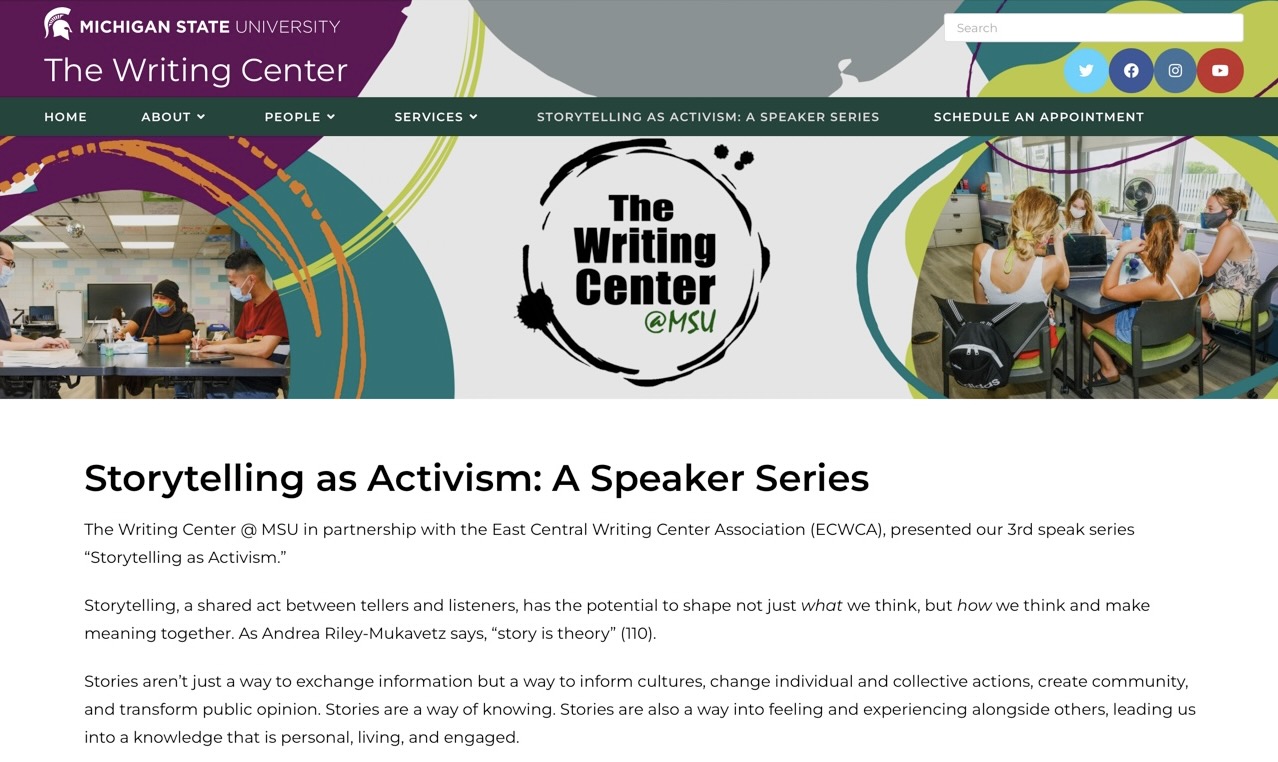 MICHIGAN STATE UNIVERSITY
The Writing Center
Search
HOME ABOUT PEOPLE SERVICES STORYTELLING AS ACTIVISM: A SPEAKER SERIES SCHEDULE AN APPOINTMENT
The
Writing
Center
@MSU
adidas
Storytelling as Activism: A Speaker Series
The Writing Center @ MSU in partnership with the East Central Writing Center Association (ECWCA), presented our 3rd speak series
“Storytelling as Activism.”
Storytelling, a shared act between tellers and listeners, has the potential to shape not just what we think, but how we think and make
meaning together. As Andrea Riley-Mukavetz says, “story is theory” (110).
Stories aren’t just a way to exchange information but a way to inform cultures, change individual and collective actions, create community,
and transform public opinion. Stories are a way of knowing. Stories are also a way into feeling and experiencing alongside others, leading us
into a knowledge that is personal, living, and engaged.